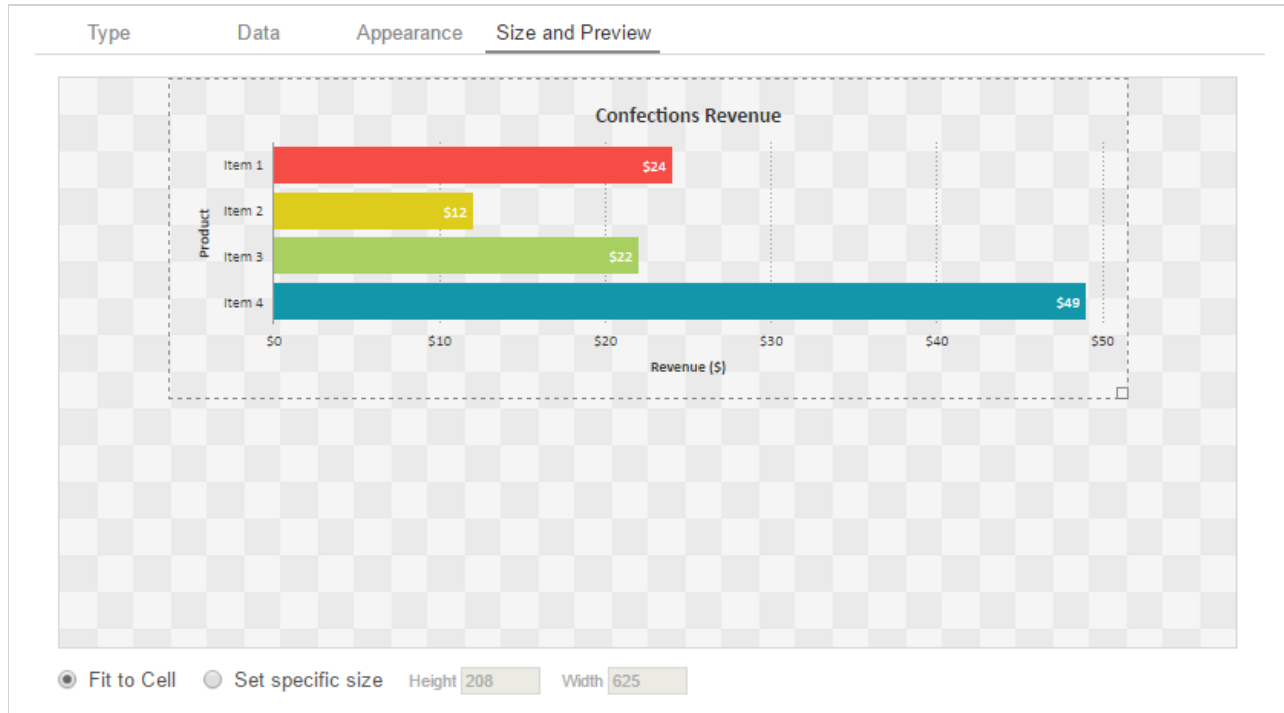 Type Data Appearance Size and Preview
Confections Revenue
Product
Item 1 $24
Item 2 $12
Item 3 $22
Item 4 $49
$0 $10 $20 $30 $40 $50
Revenue ($)
Fit to Cell Set specific size Height 208 Width 625